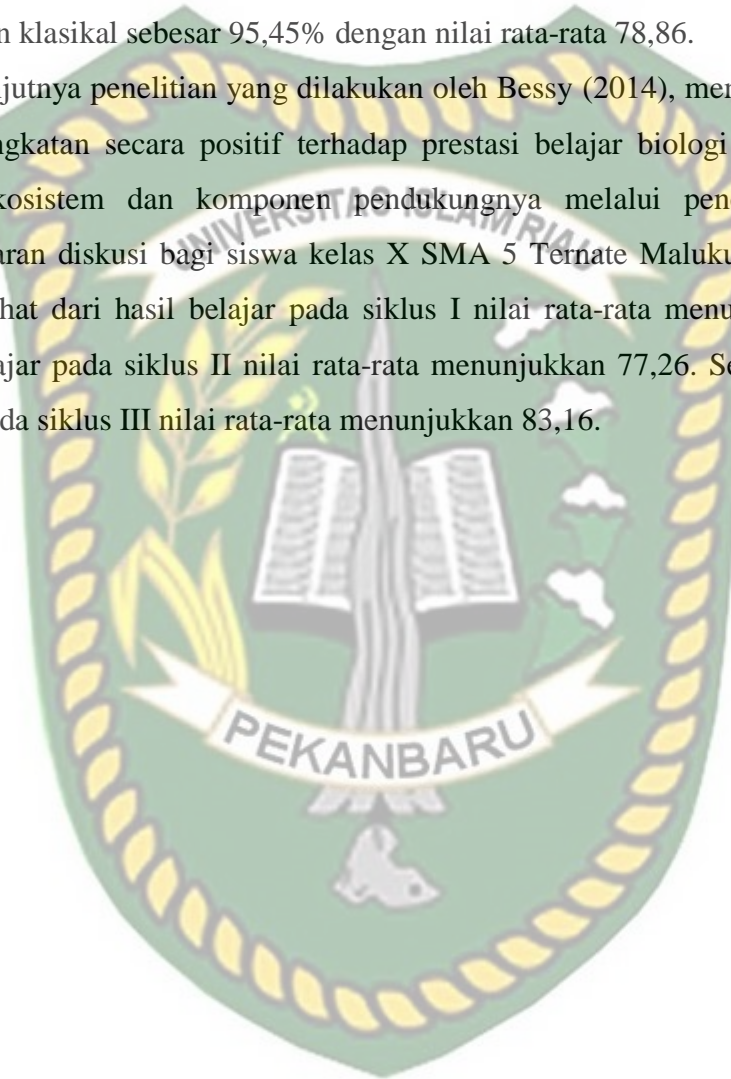 n klasikal sebesar 95,45% dengan nilai rata-rata 78,86.
jutnya penelitian yang dilakukan oleh Bessy (2014), men
ngkatan secara positif terhadap prestasi belajar biologi
kosistem dan komponen pendukungnya melalui pen
UNIVERSITAS ISLAM RIAU
aran diskusi bagi siswa kelas X SMA 5 Ternate Maluku
hat dari hasil belajar pada siklus I nilai rata-rata menu
ajar pada siklus II nilai rata-rata menunjukkan 77,26. Se
da siklus III nilai rata-rata menunjukkan 83,16.
PEKANBARU